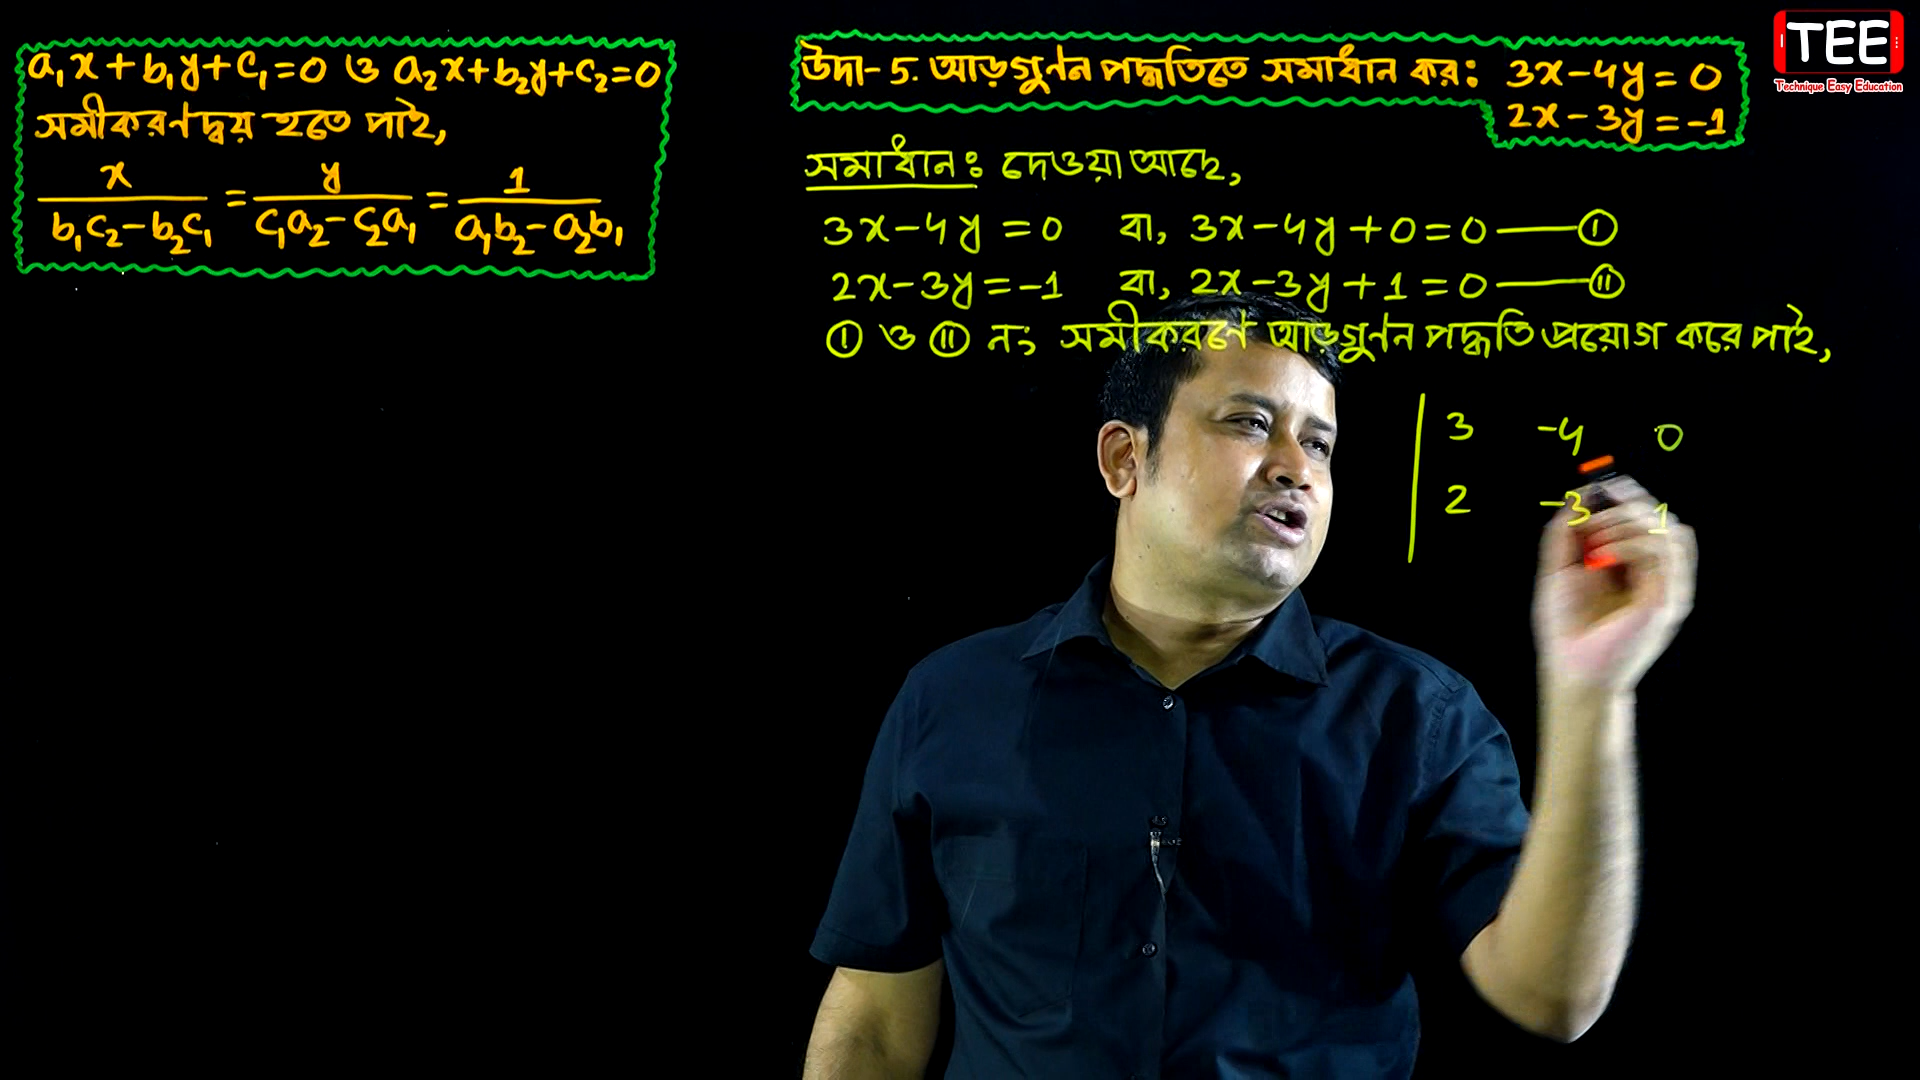 a₁x+b₁y+c₁=0 ও a₂x+b₂y+c₂=0
সমীকরণদ্বয় হতে পাই,
x/(b₁c₂-b₂c₁) = y/(c₁a₂-c₂a₁) = 1/(a₁b₂-a₂b₁)
উদা-5. আড়গুণন পদ্ধতিতে সমাধান কর: 3x-4y=0
2x-3y=-1
সমাধান: দেওয়া আছে,
3x-4y=0 বা, 3x-4y+0=0 —— (i)
2x-3y=-1 বা, 2x-3y+1=0 —— (ii)
(i) ও (ii) নং সমীকরণে আড়গুণন পদ্ধতি প্রয়োগ করে পাই,
3 -4 0
2 -3 1
TEE
Technique Easy Education